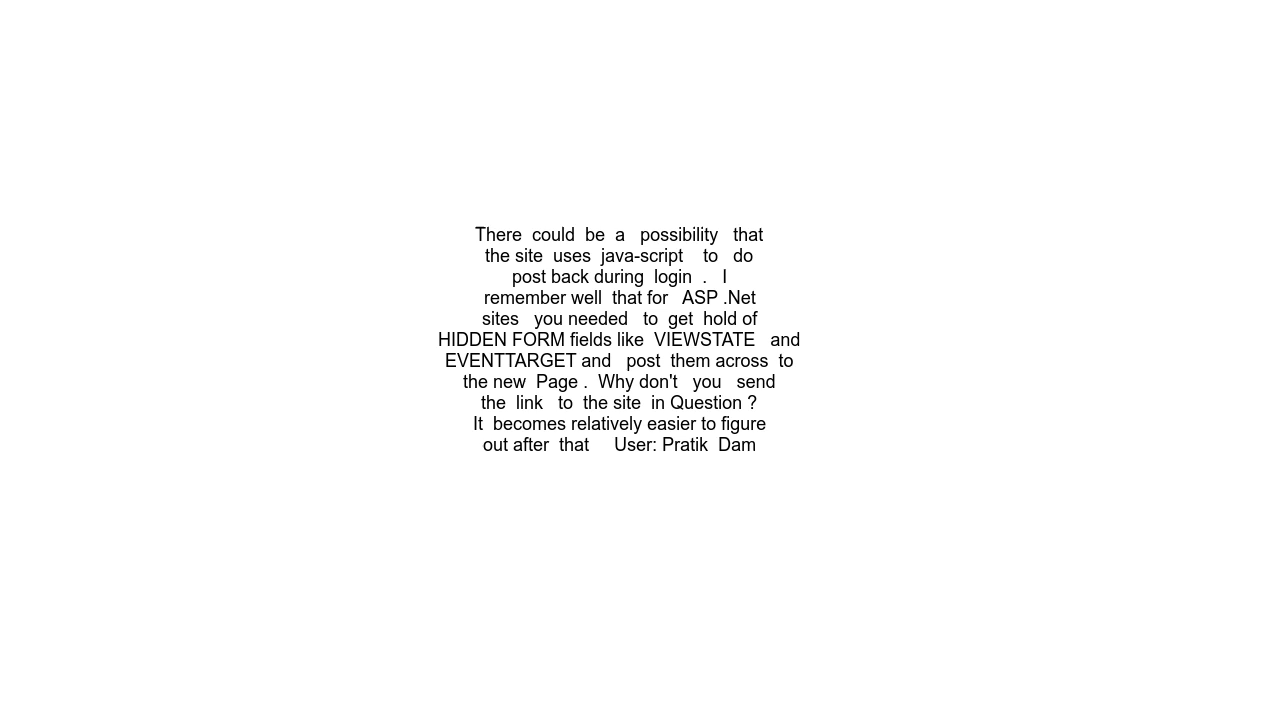 There  could  be  a   possibility   that
the site  uses  java-script    to   do
post back during  login  .   I
remember well  that for   ASP .Net
sites   you needed   to  get  hold of
HIDDEN FORM fields like  VIEWSTATE   and
EVENTTARGET and   post  them across  to
the new  Page .  Why don't   you   send
the  link   to  the site  in Question ?
It  becomes relatively easier to figure
out after  that     User: Pratik  Dam